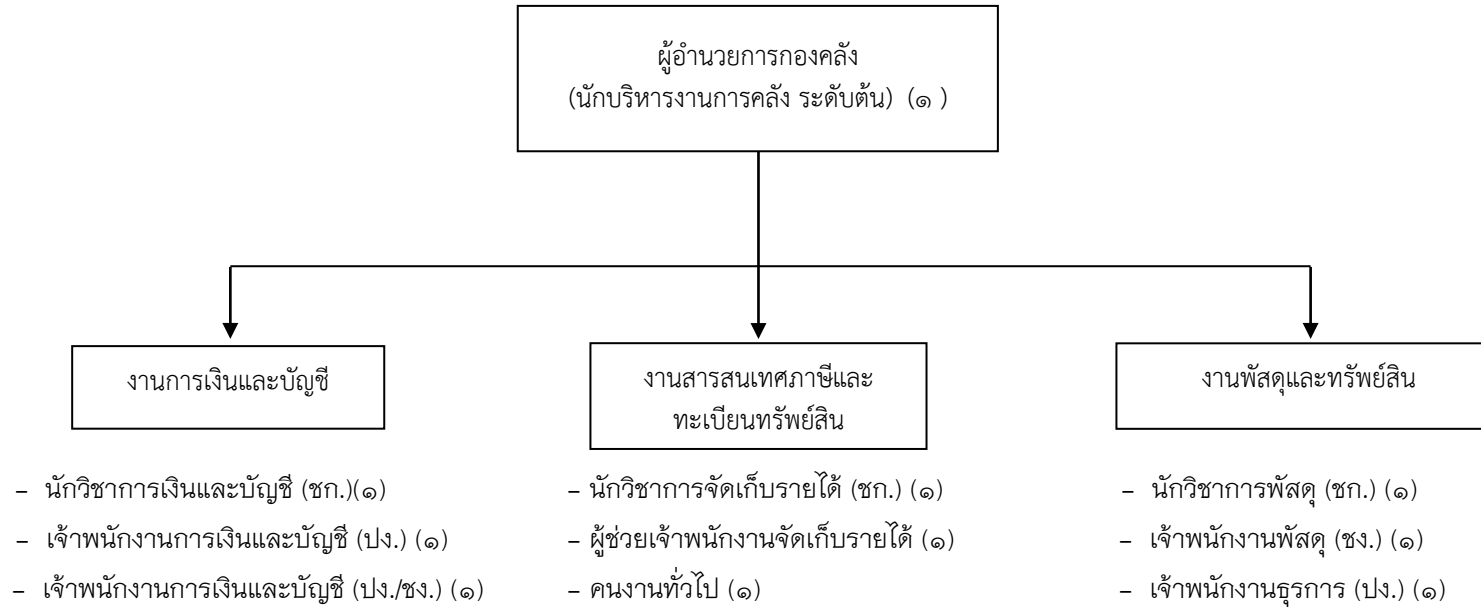 ผู้อำนวยการกองคลัง
(นักบริหารงานการคลัง ระดับต้น) (๑ )
งานการเงินและบัญชี
งานสารสนเทศภาษีและ
ทะเบียนทรัพย์สิน
งานพัสดุและทรัพย์สิน
– นักวิชาการเงินและบัญชี (ชก.)(๑)
– เจ้าพนักงานการเงินและบัญชี (ปง.) (๑)
– เจ้าพนักงานการเงินและบัญชี (ปง./ชง.) (๑)
– นักวิชาการจัดเก็บรายได้ (ชก.) (๑)
– ผู้ช่วยเจ้าพนักงานจัดเก็บรายได้ (๑)
– คนงานทั่วไป (๑)
– นักวิชาการพัสดุ (ชก.) (๑)
– เจ้าพนักงานพัสดุ (ชง.) (๑)
– เจ้าพนักงานธุรการ (ปง.) (๑)